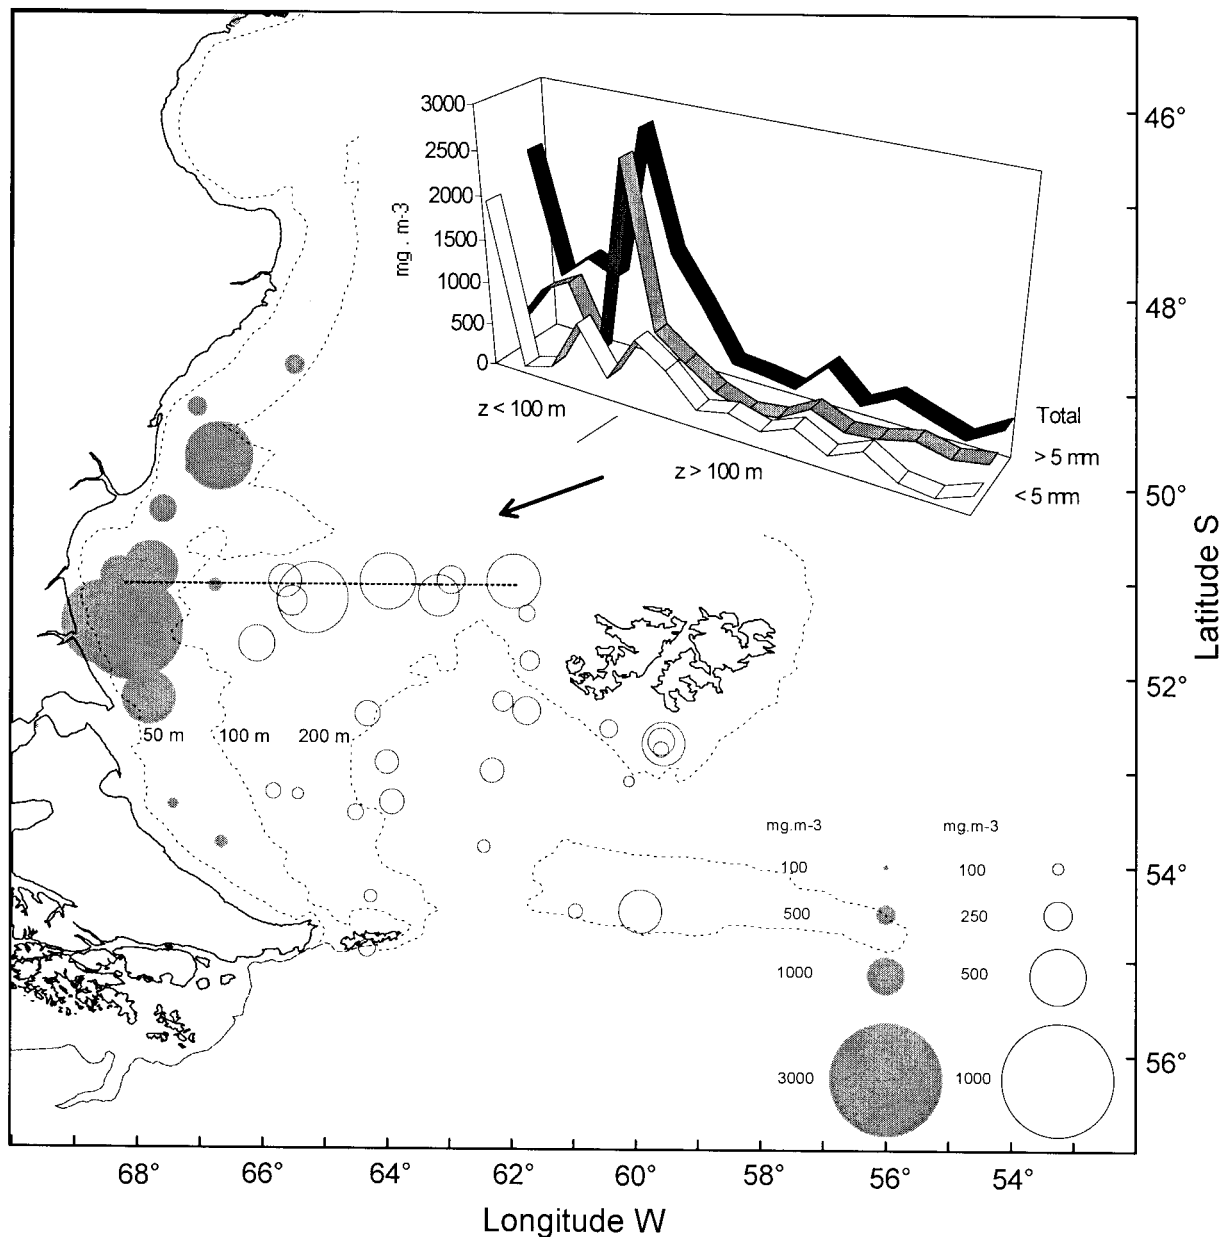 3000
2500
2000
1500
1000
500
0
mg . m-3
z < 100 m
z > 100 m
Total
> 5 mm
< 5 mm
46°
48°
50°
52°
54°
56°
Latitude S
50 m
100 m
200 m
mg.m-3 mg.m-3
100 100
500 250
1000 500
3000 1000
68° 66° 64° 62° 60° 58° 56° 54°
Longitude W